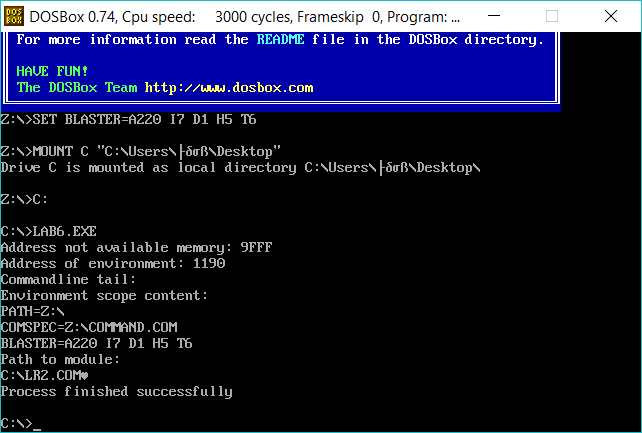 DOSBox 0.74, Cpu speed:    3000 cycles, Frameskip  0, Program: ...
For more information read the README file in the DOSBox directory.
HAVE FUN!
The DOSBox Team http://www.dosbox.com
Z:\>SET BLASTER=A220 I7 D1 H5 T6
Z:\>MOUNT C "C:\Users\├δσß\Desktop"
Drive C is mounted as local directory C:\Users\├δσß\Desktop\
Z:\>C:
C:\>LAB6.EXE
Address not available memory: 9FFF
Address of environment: 1190
Commandline tail:
Environment scope content:
PATH=Z:\
COMSPEC=Z:\COMMAND.COM
BLASTER=A220 I7 D1 H5 T6
Path to module:
C:\LR2.COM♥
Process finished successfully
C:\>_